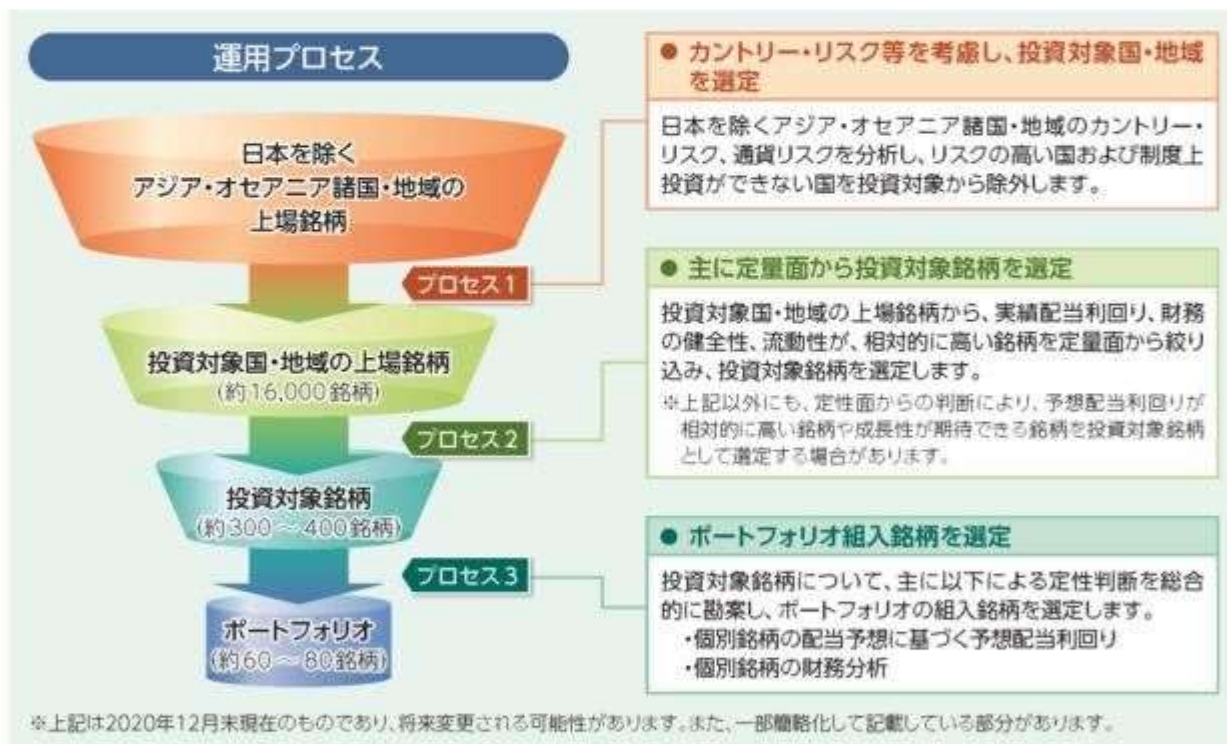 運用プロセス
日本を除く
アジア・オセアニア諸国・地域の
上場銘柄
プロセス1
投資対象国・地域の上場銘柄
(約16,000銘柄)
プロセス2
投資対象銘柄
(約300～400銘柄)
プロセス3
ポートフォリオ
(約60～80銘柄)
● カントリー・リスク等を考慮し、投資対象国・地域
を選定
日本を除くアジア・オセアニア諸国・地域のカントリー・
リスク、通貨リスクを分析し、リスクの高い国および制度上
投資ができない国を投資対象から除外します。
● 主に定量面から投資対象銘柄を選定
投資対象国・地域の上場銘柄から、実績配当利回り、財務
の健全性、流動性が、相対的に高い銘柄を定量面から絞り
込み、投資対象銘柄を選定します。
※上記以外にも、定性面からの判断により、予想配当利回りが
相対的に高い銘柄や成長性が期待できる銘柄を投資対象銘柄
として選定する場合があります。
● ポートフォリオ組入銘柄を選定
投資対象銘柄について、主に以下による定性判断を総合
的に勘案し、ポートフォリオの組入銘柄を選定します。
・個別銘柄の配当予想に基づく予想配当利回り
・個別銘柄の財務分析
※上記は2020年12月末現在のものであり、将来変更される可能性があります。また、一部簡略化して記載している部分があります。